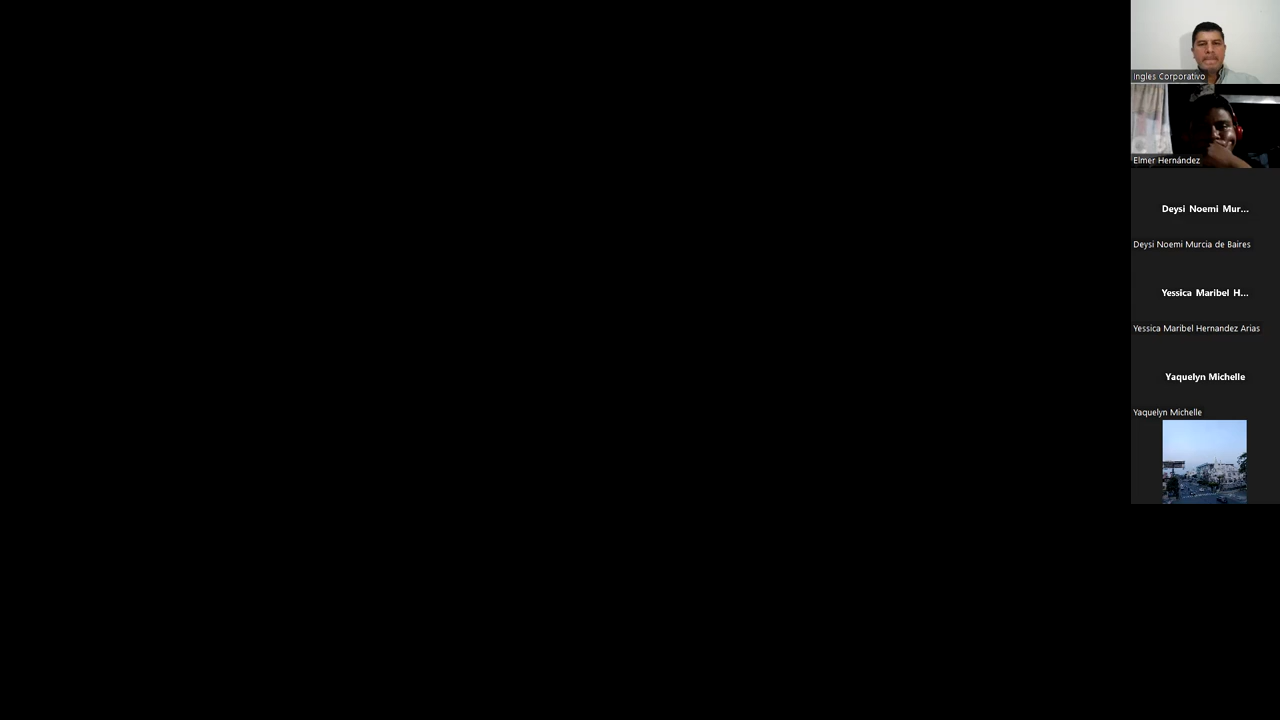 Ingles Corporativo
Elmer Hernández
Deysi Noemi Mur...
Deysi Noemi Murcia de Baires
Yessica Maribel H...
Yessica Maribel Hernandez Arias
Yaquelyn Michelle
Yaquelyn Michelle